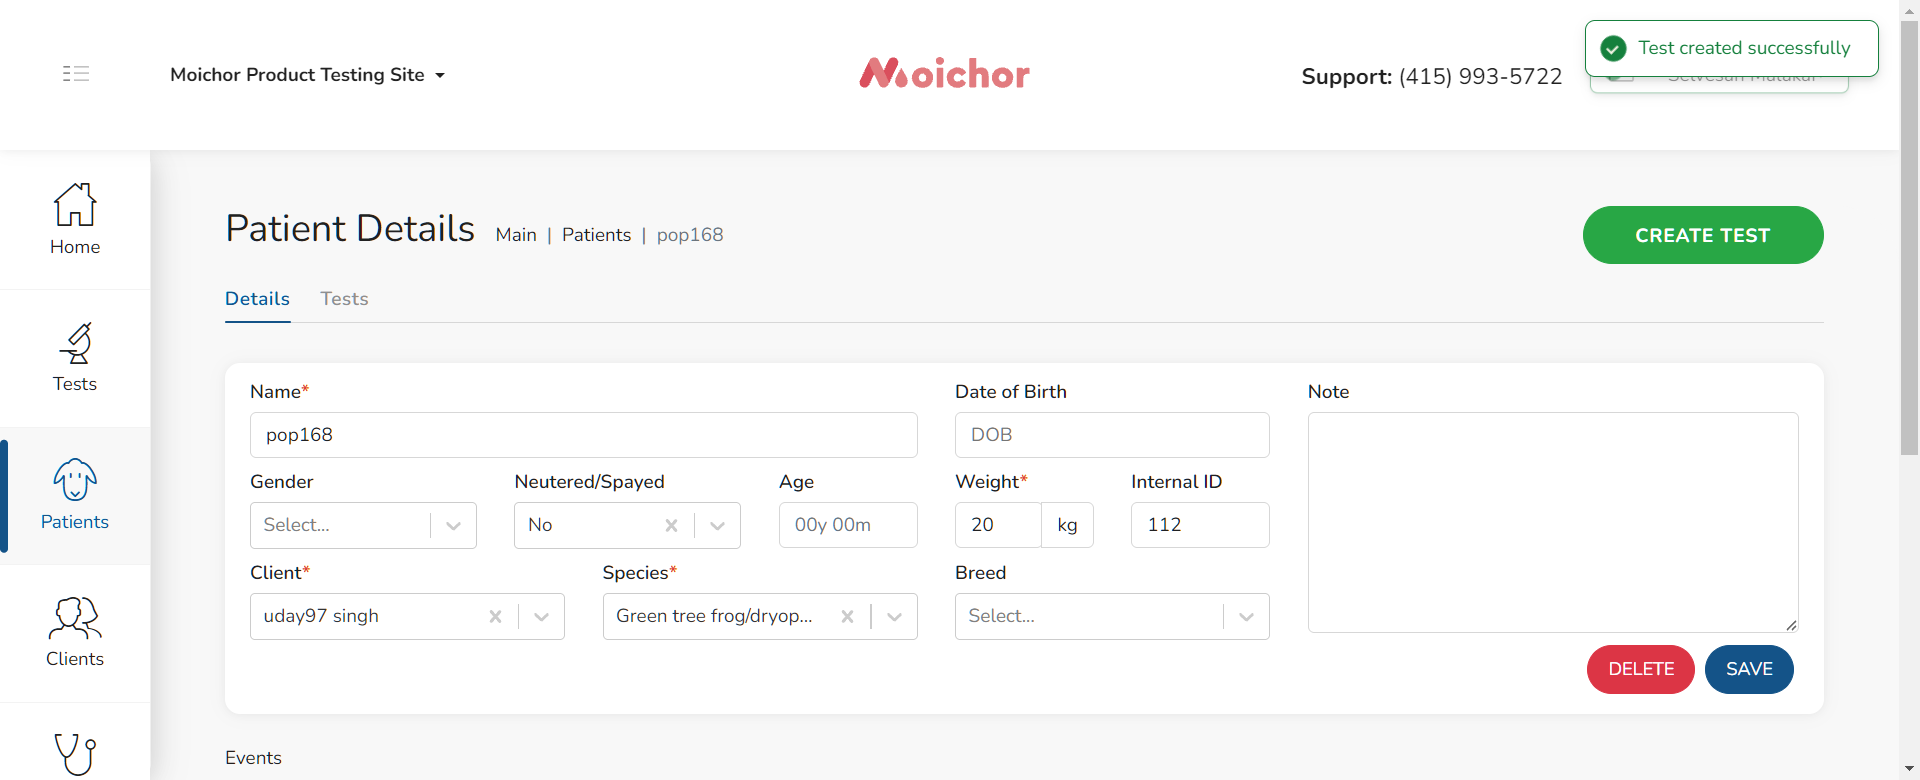 Moichor Product Testing Site
Moichor
Support: (415) 993-5722
Test created successfully
Home
Tests
Patients
Clients
Patient Details
Main | Patients | pop168
CREATE TEST
Details
Tests
Name*
pop168
Date of Birth
DOB
Note
Gender
Select...
Neutered/Spayed
No
Age
00y 00m
Weight*
20
kg
Internal ID
112
Client*
uday97 singh
Species*
Green tree frog/dryop...
Breed
Select...
DELETE
SAVE
Events